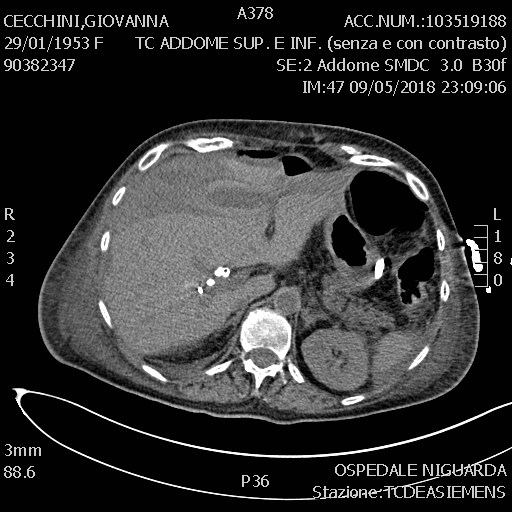 CECCHINI,GIOVANNA A378 ACC.NUM.:103519188
29/01/1953 F TC ADDOME SUP. E INF. (senza e con contrasto)
90382347 SE:2 Addome SMDC 3.0 B30f
IM:47 09/05/2018 23:09:06
R L
2 1
3 8
4 0
3mm
88.6
P36
OSPEDALE NIGUARDA
Stazione:TCDEASIEMENS